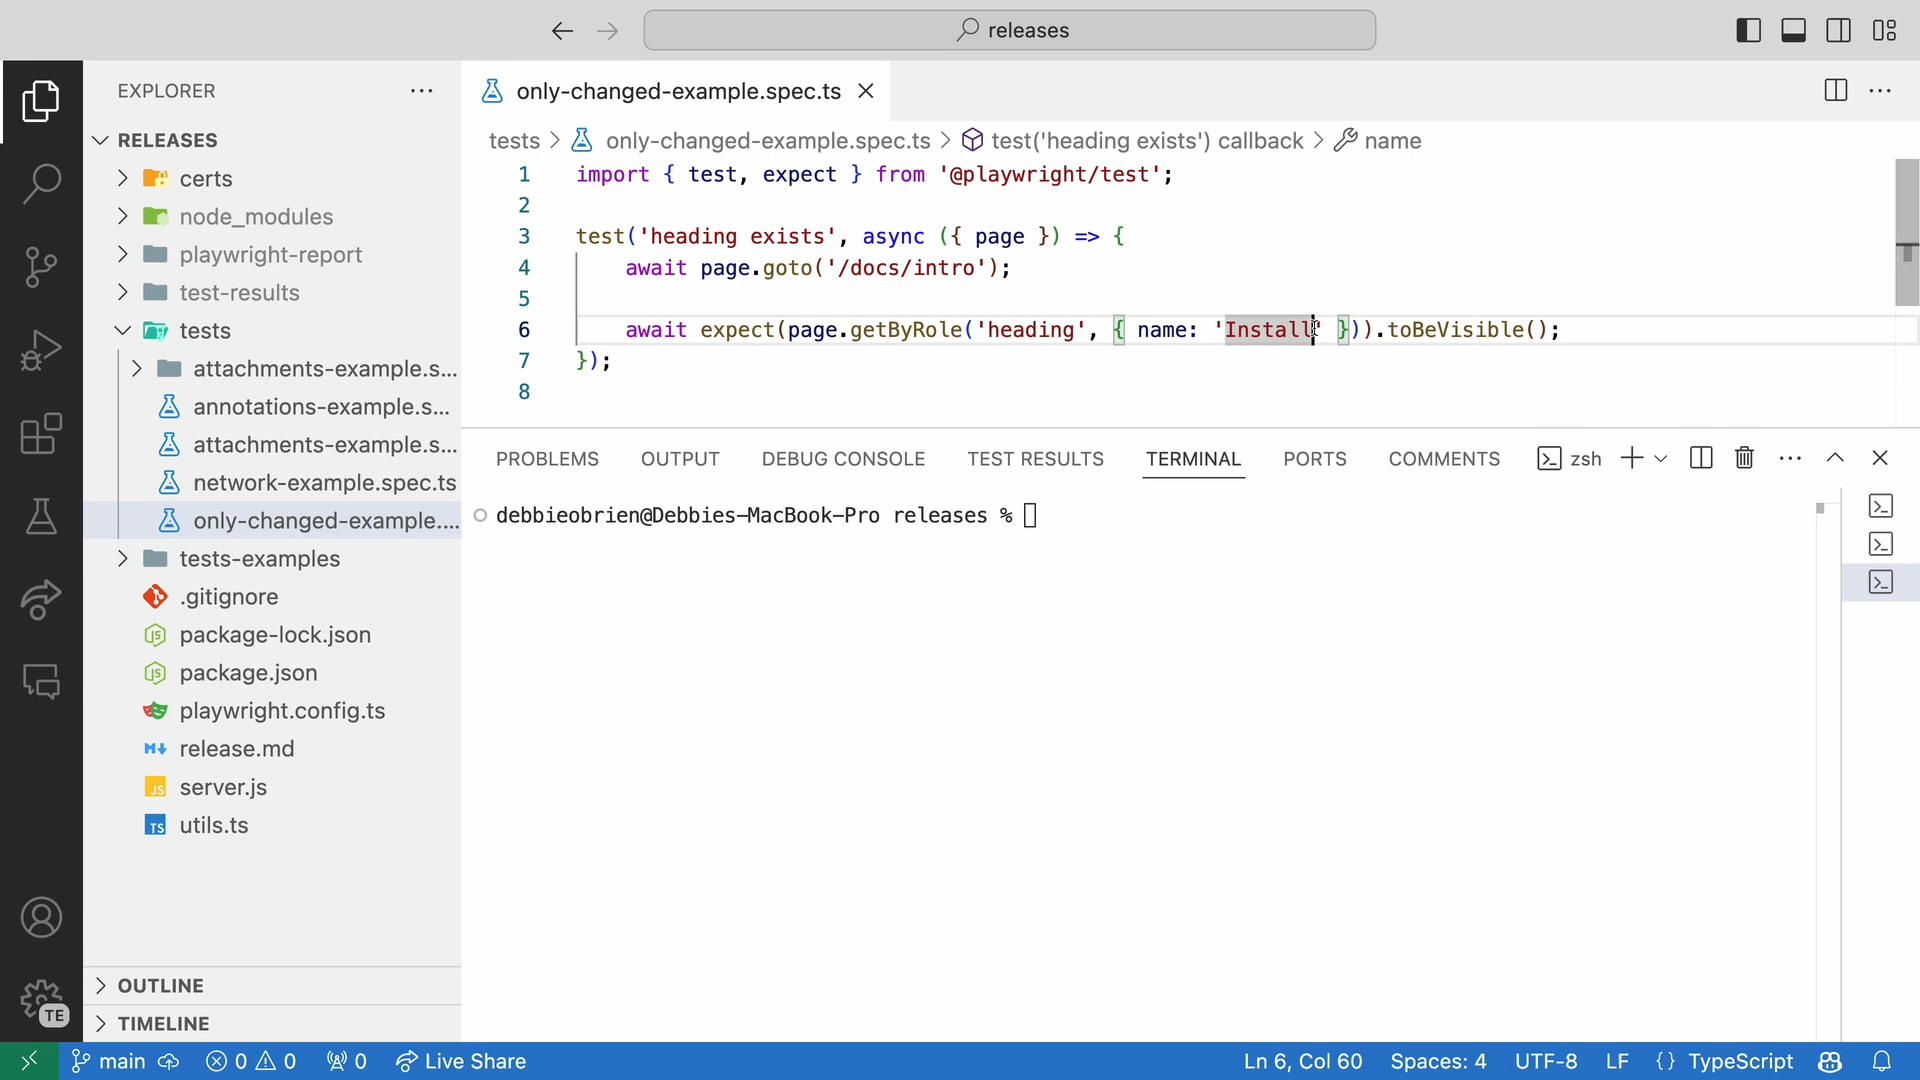 releases
EXPLORER
RELEASES
certs
node_modules
playwright-report
test-results
tests
attachments-example.s...
annotations-example.s...
attachments-example.s...
network-example.spec.ts
only-changed-example....
tests-examples
.gitignore
package-lock.json
package.json
playwright.config.ts
release.md
server.js
utils.ts
OUTLINE
TIMELINE
TE
only-changed-example.spec.ts
tests > only-changed-example.spec.ts > test('heading exists') callback > name
1 import { test, expect } from '@playwright/test';
2
3 test('heading exists', async ({ page }) => {
4 await page.goto('/docs/intro');
5
6 await expect(page.getByRole('heading', { name: 'Install' })).toBeVisible();
7 });
8
PROBLEMS OUTPUT DEBUG CONSOLE TEST RESULTS TERMINAL PORTS COMMENTS zsh
debbieobrien@Debbies-MacBook-Pro releases %
main 0 0 0 Live Share Ln 6, Col 60 Spaces: 4 UTF-8 LF {} TypeScript